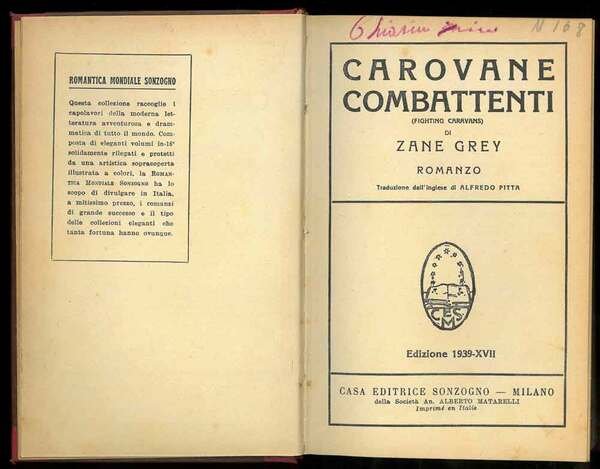 ROMANTICA MONDIALE SONZOGNO
Questa collezione raccoglie i
capolavori della moderna let-
teratura avventurosa e dram-
matica di tutto il mondo. Com-
posta di eleganti volumi in-16°
solidamente rilegati e protetti
da una artistica sopracoperta
illustrata a colori, la ROMAN-
TICA MONDIALE SONZOGNO ha lo
scopo di divulgare in Italia,
a mitissimo prezzo, i romanzi
di grande successo e il tipo
delle collezioni eleganti che
tanta fortuna hanno ovunque.
N 168
CAROVANE
COMBATTENTI
(FIGHTING CARAVANS)
DI
ZANE GREY
ROMANZO
Traduzione dall'inglese di ALFREDO PITTA
CES
MS
Edizione 1939-XVII
CASA EDITRICE SONZOGNO — MILANO
della Società An. ALBERTO MATARELLI
Imprimé en Italie